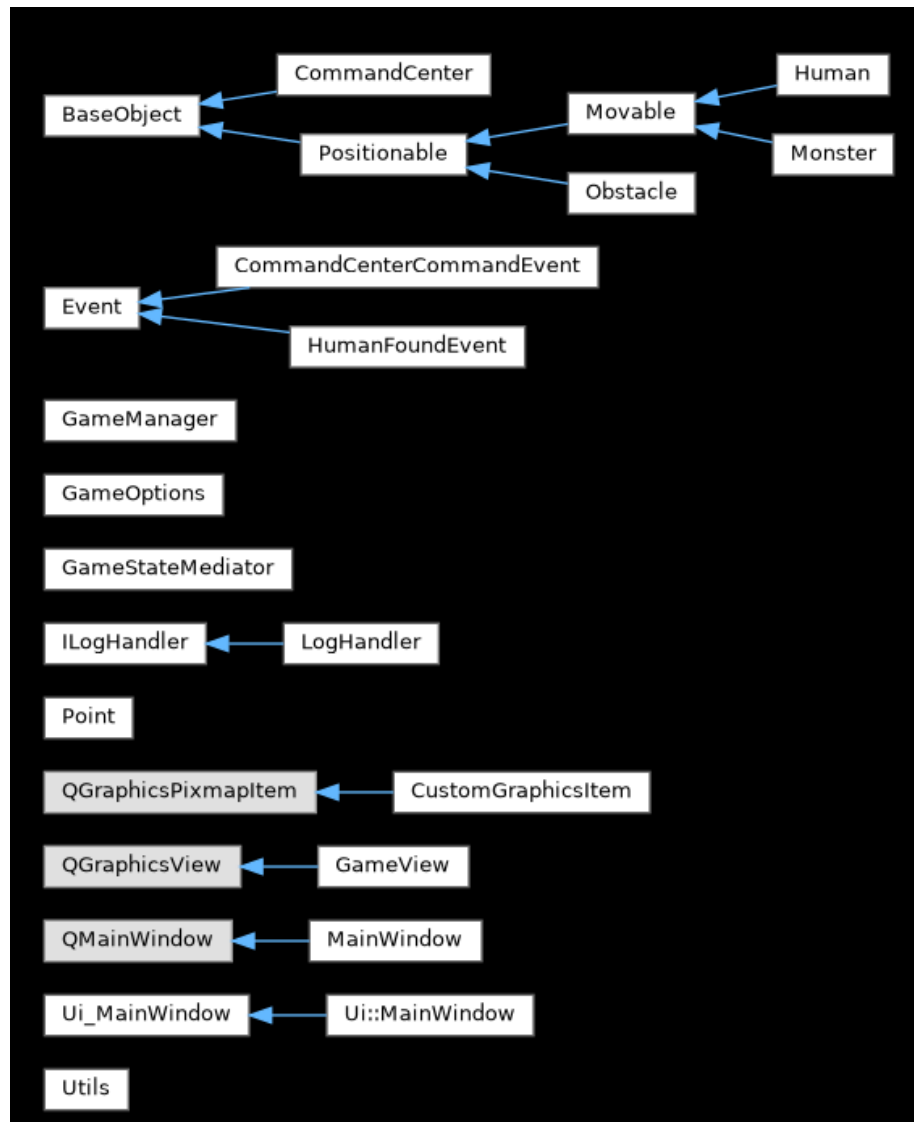 CommandCenter
Human
BaseObject
Movable
Positionable
Monster
Obstacle
CommandCenterCommandEvent
Event
HumanFoundEvent
GameManager
GameOptions
GameStateMediator
ILogHandler
LogHandler
Point
QGraphicsPixmapItem
CustomGraphicsItem
QGraphicsView
GameView
QMainWindow
MainWindow
Ui_MainWindow
Ui::MainWindow
Utils